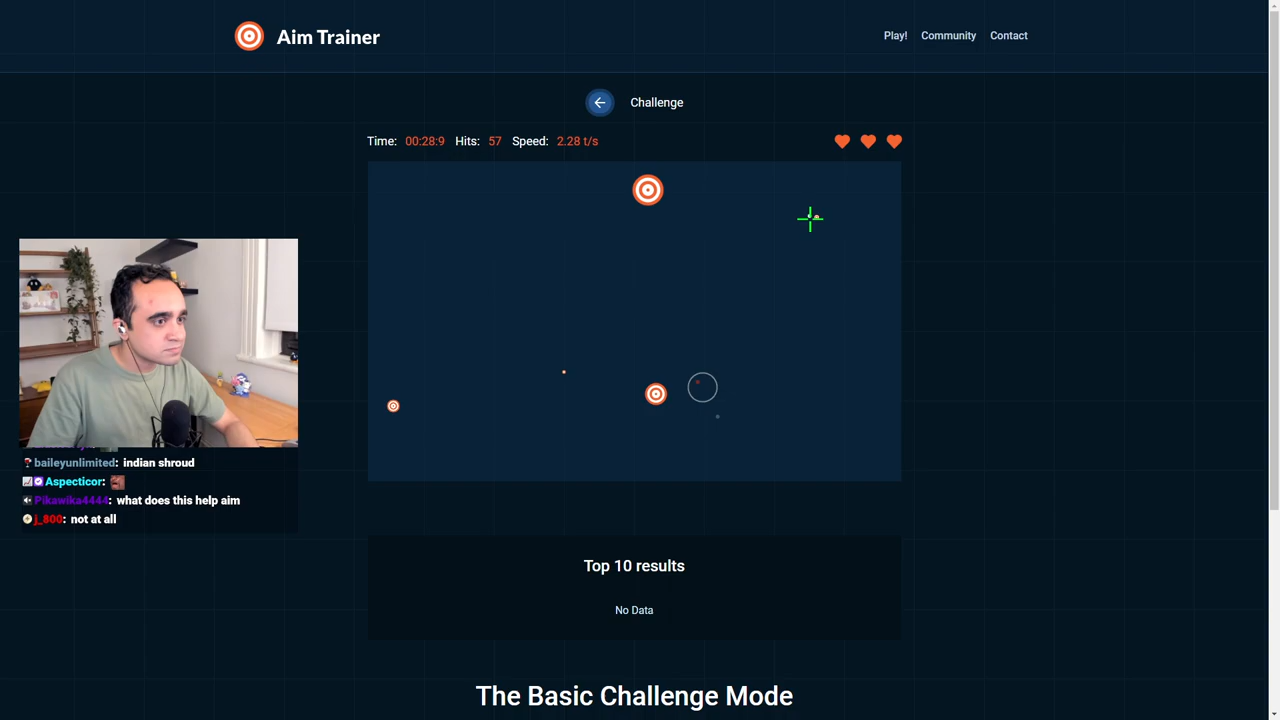 Aim Trainer
Play! Community Contact
Challenge
Time: 00:28:9 Hits: 57 Speed: 2.28 t/s
baileyunlimited: indian shroud
Aspecticor:
Pikawika4444: what does this help aim
j_800: not at all
Top 10 results
No Data
The Basic Challenge Mode